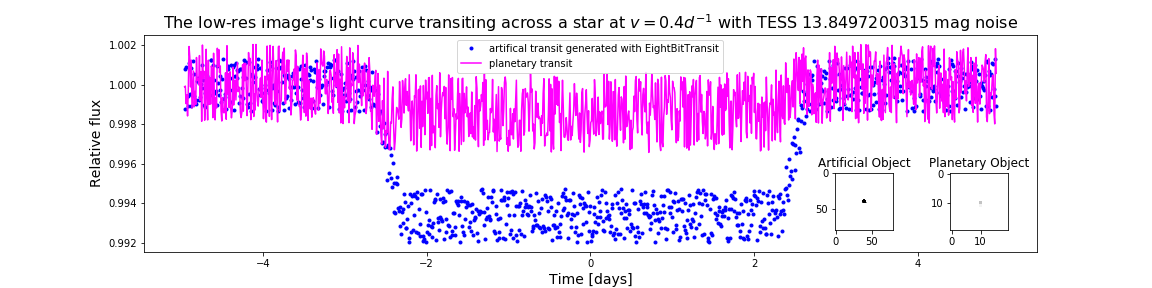 The low-res image's light curve transiting across a star at v = 0.4d⁻¹ with TESS 13.8497200315 mag noise
artifical transit generated with EightBitTransit
planetary transit
Relative flux
1.002
1.000
0.998
0.996
0.994
0.992
Artificial Object
0
50
0
50
Planetary Object
0
10
0
10
−4
−2
0
2
4
Time [days]